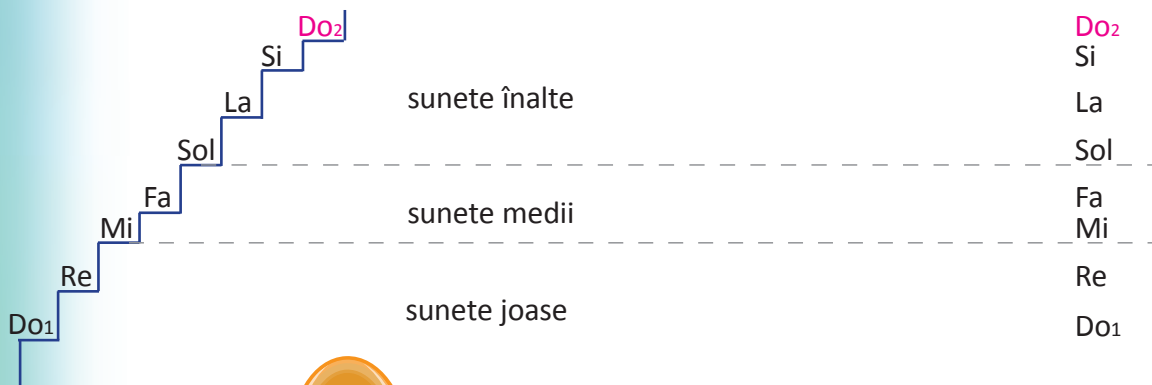 Do1
Re
Mi
Fa
Sol
La
Si
Do2
sunete înalte
sunete medii
sunete joase
Do2
Si
La
Sol
Fa
Mi
Re
Do1